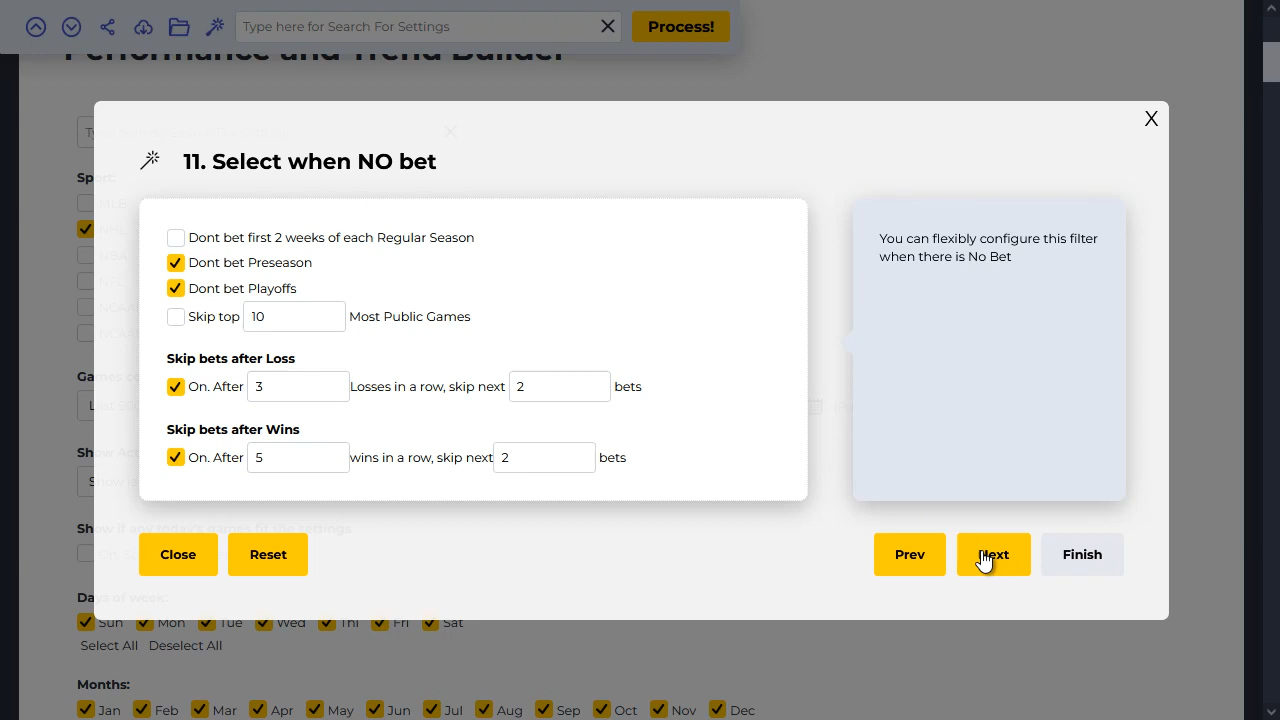 Type here for Search For Settings
Process!
Performance and Trend Builder
X
11. Select when NO bet
Sport:
MLB
NHL
NBA
Dont bet first 2 weeks of each Regular Season
Dont bet Preseason
Dont bet Playoffs
Skip top 10 Most Public Games
Skip bets after Loss
On. After 3 Losses in a row, skip next 2 bets
Skip bets after Wins
On. After 5 wins in a row, skip next 2 bets
You can flexibly configure this filter
when there is No Bet
Show if any today's games fit the settings
Close
Reset
Prev
Next
Finish
Days of week:
Sun Mon Tue Wed Thi Fri Sat
Select All Deselect All
Months:
Jan Feb Mar Apr May Jun Jul Aug Sep Oct Nov Dec